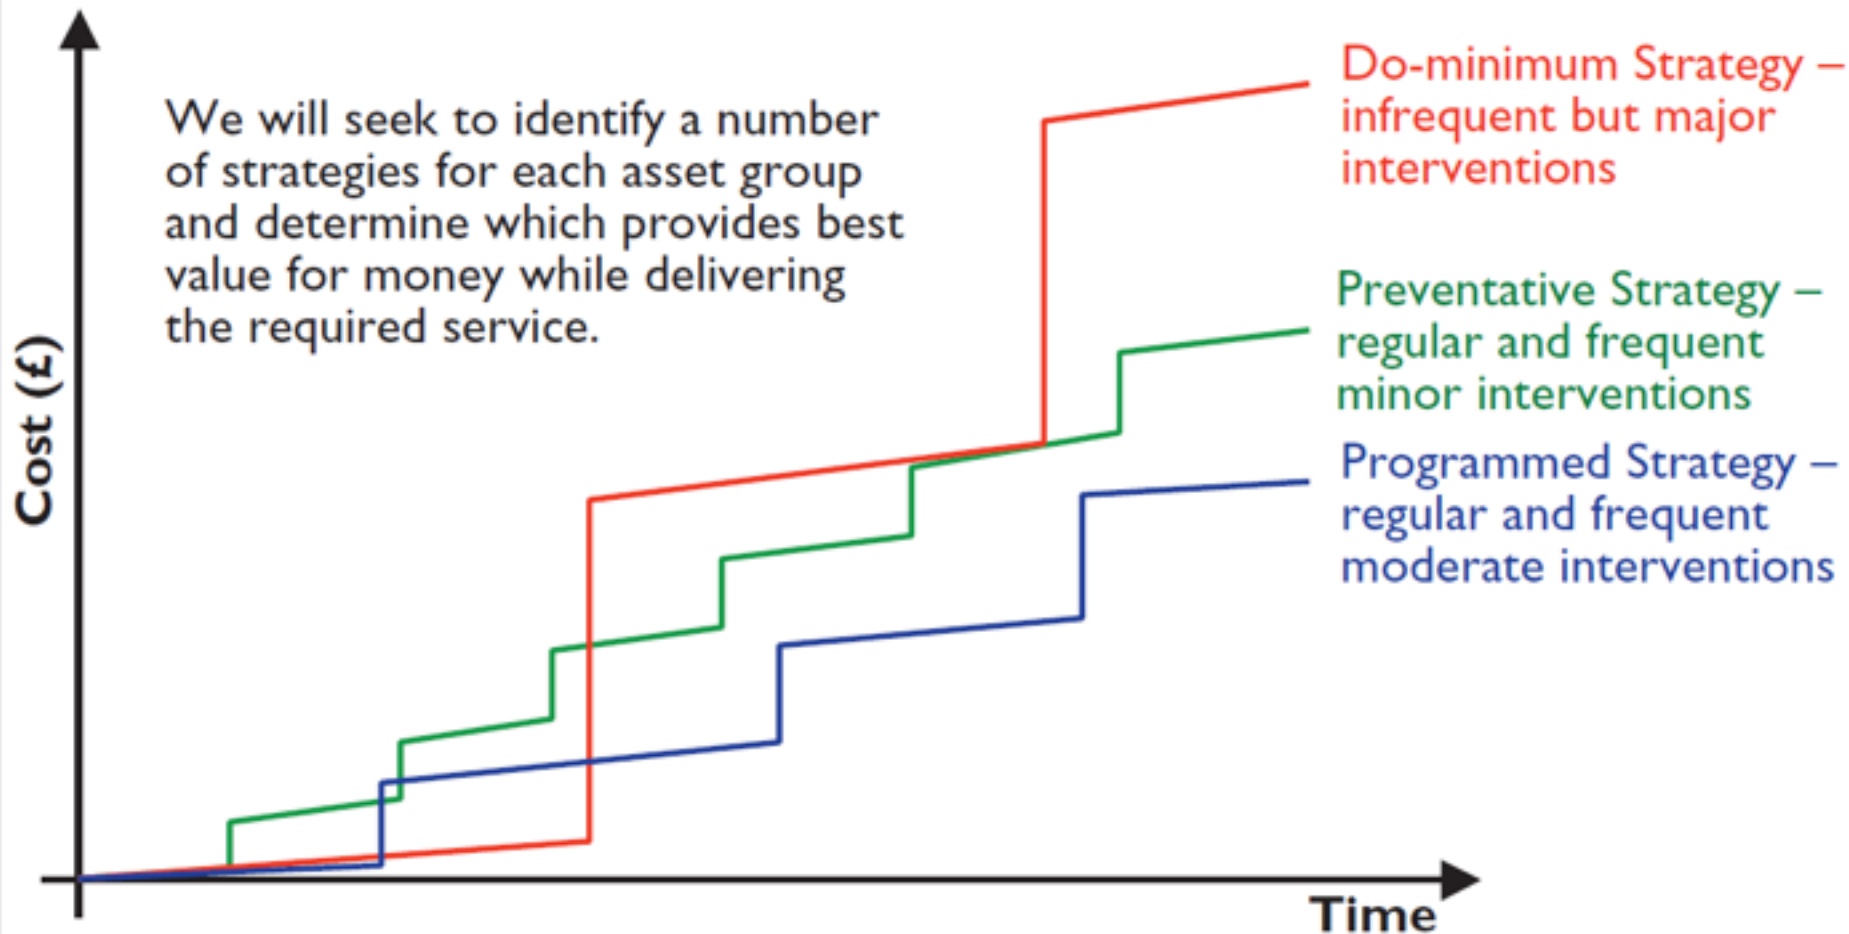 We will seek to identify a number
of strategies for each asset group
and determine which provides best
value for money while delivering
the required service.
Do-minimum Strategy –
infrequent but major
interventions
Preventative Strategy –
regular and frequent
minor interventions
Programmed Strategy –
regular and frequent
moderate interventions
Cost (£)
Time